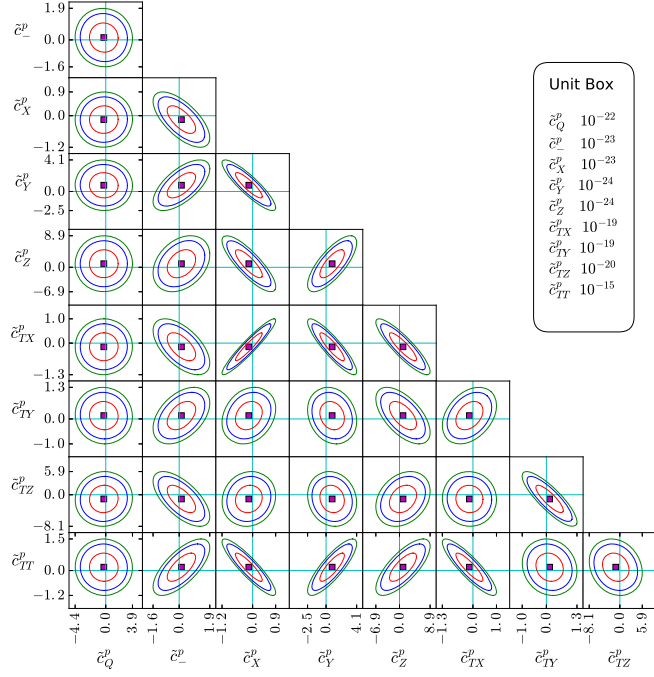 c̃^p_-
1.9
0.0
−1.6
c̃^p_X
0.9
0.0
−1.2
c̃^p_Y
4.1
0.0
−2.5
c̃^p_Z
8.9
0.0
−6.9
c̃^p_TX
1.0
0.0
−1.3
c̃^p_TY
1.3
0.0
−1.0
c̃^p_TZ
5.9
0.0
−8.1
c̃^p_TT
1.5
0.0
−1.2
−4.4 0.0 3.9 −1.6 0.0 1.9 −1.2 0.0 0.9 −2.5 0.0 4.1 −6.9 0.0 8.9 −1.3 0.0 1.0 −1.0 0.0 1.3 −8.1 0.0 5.9
c̃^p_Q c̃^p_- c̃^p_X c̃^p_Y c̃^p_Z c̃^p_TX c̃^p_TY c̃^p_TZ
Unit Box
c̃^p_Q 10^−22
c̃^p_- 10^−23
c̃^p_X 10^−23
c̃^p_Y 10^−24
c̃^p_Z 10^−24
c̃^p_TX 10^−19
c̃^p_TY 10^−19
c̃^p_TZ 10^−20
c̃^p_TT 10^−15